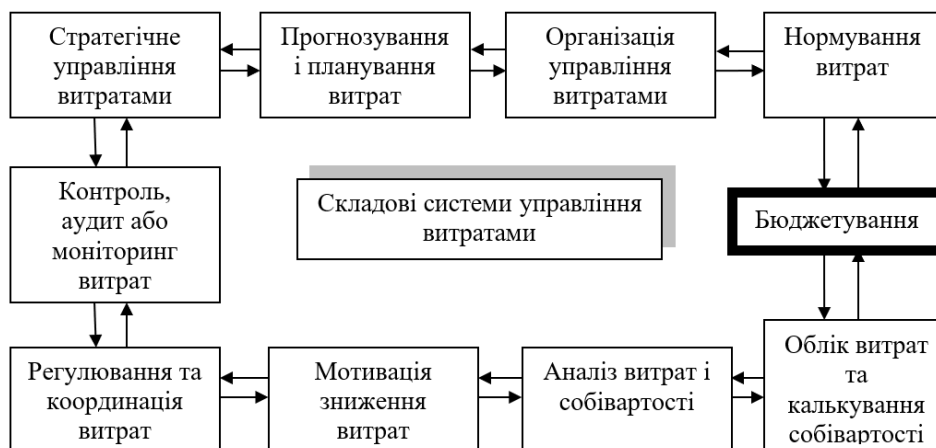 Стратегічне
управління
витратами
Прогнозування
і планування
витрат
Організація
управління
витратами
Нормування
витрат
Контроль,
аудит або
моніторинг
витрат
Складові системи управління
витратами
Бюджетування
Регулювання та
координація
витрат
Мотивація
зниження
витрат
Аналіз витрат і
собівартості
Облік витрат
та
калькування
собівартості